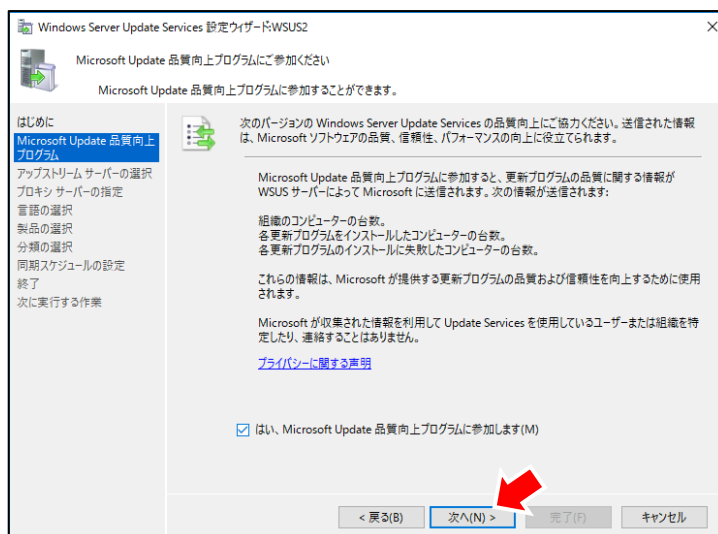 Windows Server Update Services 設定ウィザード:WSUS2
Microsoft Update 品質向上プログラムにご参加ください
Microsoft Update 品質向上プログラムに参加することができます。
はじめに
Microsoft Update 品質向上
プログラム
アップストリーム サーバーの選択
プロキシ サーバーの指定
言語の選択
製品の選択
分類の選択
同期スケジュールの設定
終了
次に実行する作業
次のバージョンの Windows Server Update Services の品質向上にご協力ください。送信された情報
は、Microsoft ソフトウェアの品質、信頼性、パフォーマンスの向上に役立てられます。
Microsoft Update 品質向上プログラムに参加すると、更新プログラムの品質に関する情報が
WSUS サーバーによって Microsoft に送信されます。次の情報が送信されます:
組織のコンピューターの台数。
各更新プログラムをインストールしたコンピューターの台数。
各更新プログラムのインストールに失敗したコンピューターの台数。
これらの情報は、Microsoft が提供する更新プログラムの品質および信頼性を向上するために使用
されます。
Microsoft が収集された情報を利用して Update Services を使用しているユーザーまたは組織を特
定したり、連絡することはありません。
プライバシーに関する声明
はい、Microsoft Update 品質向上プログラムに参加します(M)
< 戻る(B)
次へ(N) >
完了(F)
キャンセル